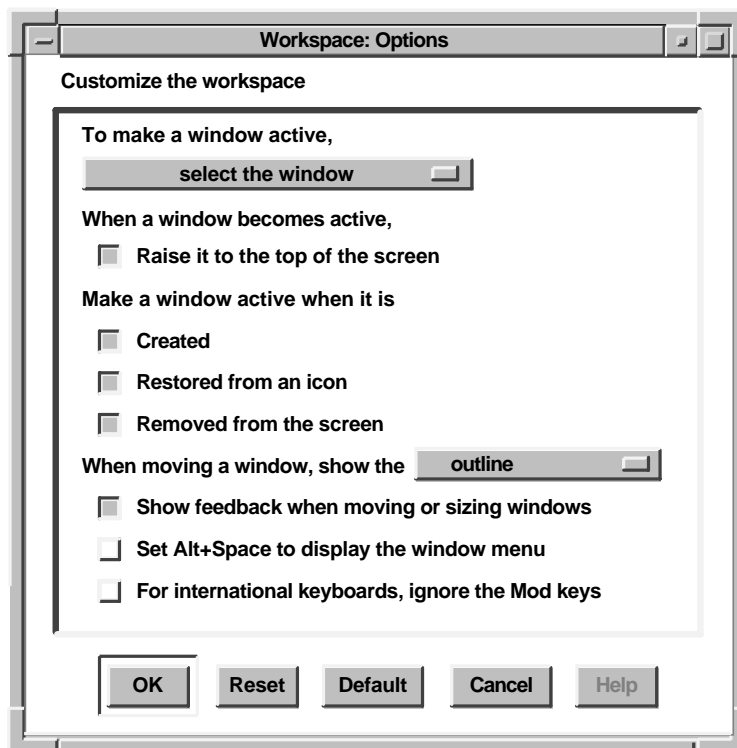 Workspace: Options
Customize the workspace
To make a window active,
select the window
When a window becomes active,
Raise it to the top of the screen
Make a window active when it is
Created
Restored from an icon
Removed from the screen
When moving a window, show the outline
Show feedback when moving or sizing windows
Set Alt+Space to display the window menu
For international keyboards, ignore the Mod keys
OK Reset Default Cancel Help